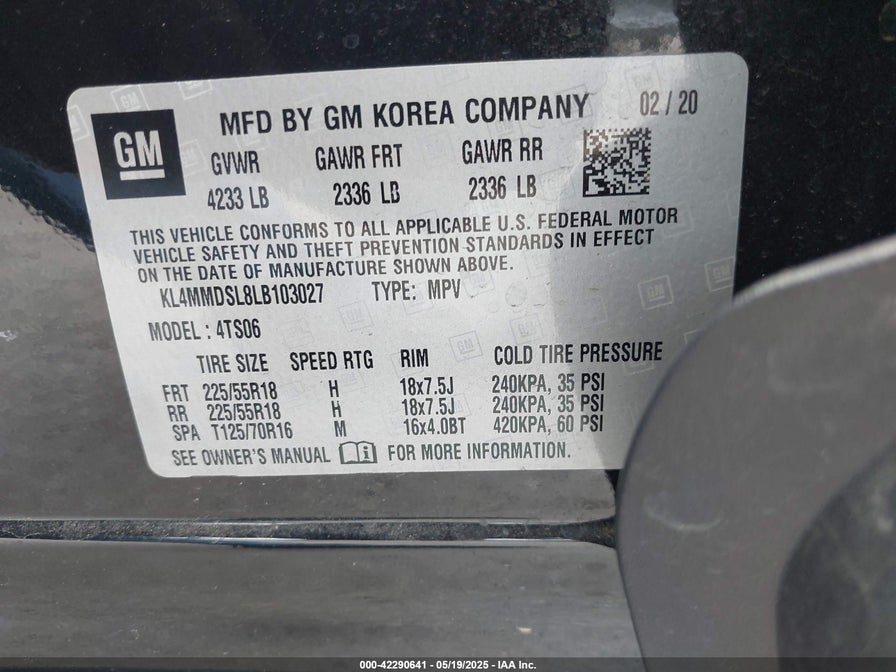 GM
MFD BY GM KOREA COMPANY 02 / 20
GVWR GAWR FRT GAWR RR
4233 LB 2336 LB 2336 LB
THIS VEHICLE CONFORMS TO ALL APPLICABLE U.S. FEDERAL MOTOR
VEHICLE SAFETY AND THEFT PREVENTION STANDARDS IN EFFECT
ON THE DATE OF MANUFACTURE SHOWN ABOVE.
KL4MMDSL8LB103027 TYPE: MPV
MODEL : 4TS06
TIRE SIZE SPEED RTG RIM COLD TIRE PRESSURE
FRT 225/55R18 H 18x7.5J 240KPA, 35 PSI
RR 225/55R18 H 18x7.5J 240KPA, 35 PSI
SPA T125/70R16 M 16x4.0BT 420KPA, 60 PSI
SEE OWNER'S MANUAL FOR MORE INFORMATION.
000-42290641 - 05/19/2025 - IAA Inc.